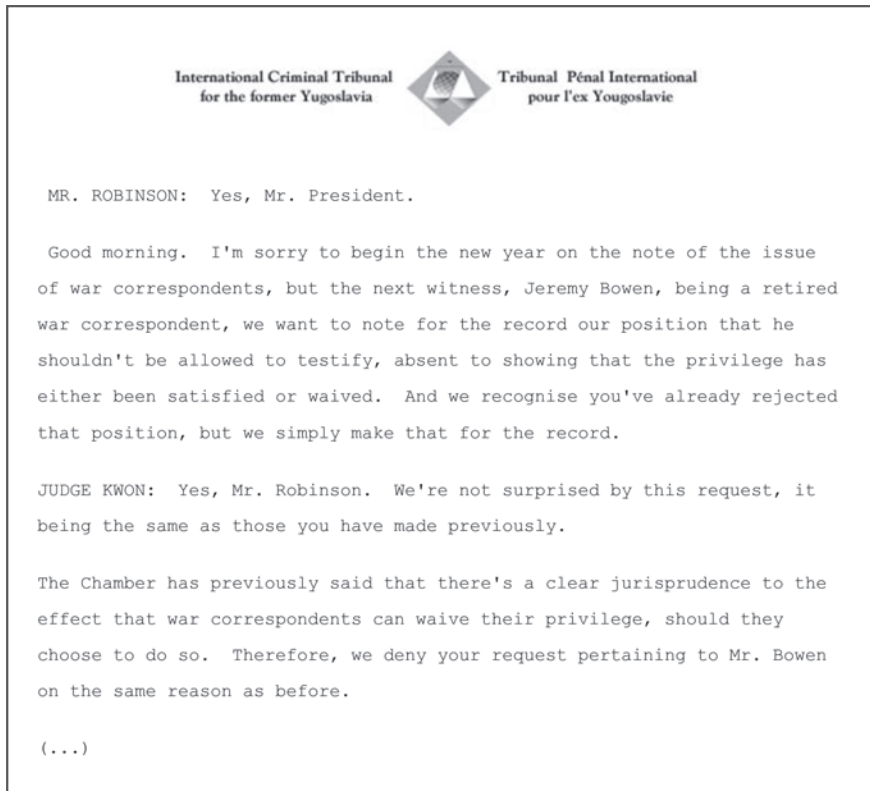 International Criminal Tribunal
for the former Yugoslavia
Tribunal Pénal International
pour l'ex Yougoslavie
MR. ROBINSON: Yes, Mr. President.
Good morning. I'm sorry to begin the new year on the note of the issue
of war correspondents, but the next witness, Jeremy Bowen, being a retired
war correspondent, we want to note for the record our position that he
shouldn't be allowed to testify, absent to showing that the privilege has
either been satisfied or waived. And we recognise you've already rejected
that position, but we simply make that for the record.
JUDGE KWON: Yes, Mr. Robinson. We're not surprised by this request, it
being the same as those you have made previously.
The Chamber has previously said that there's a clear jurisprudence to the
effect that war correspondents can waive their privilege, should they
choose to do so. Therefore, we deny your request pertaining to Mr. Bowen
on the same reason as before.
(...)